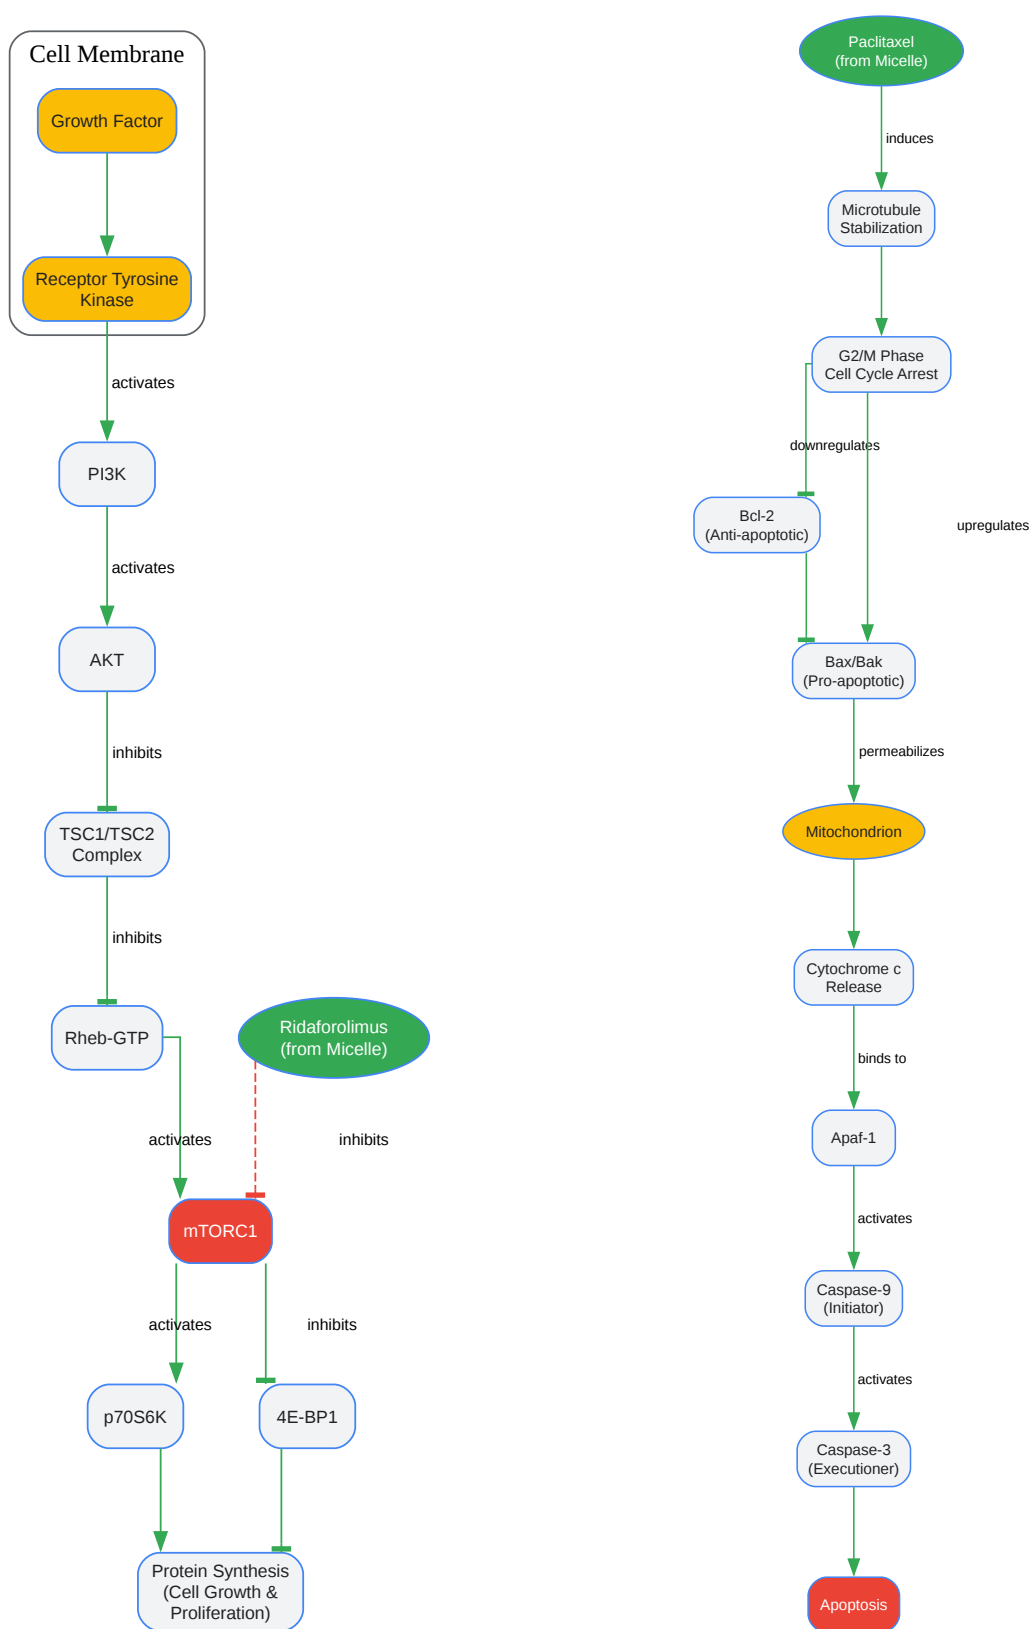 Cell Membrane
Growth Factor
Receptor Tyrosine
Kinase
activates
PI3K
activates
AKT
inhibits
TSC1/TSC2
Complex
inhibits
Rheb-GTP
Ridaforolimus
(from Micelle)
activates
inhibits
mTORC1
activates
inhibits
p70S6K
4E-BP1
Protein Synthesis
(Cell Growth &
Proliferation)
Paclitaxel
(from Micelle)
induces
Microtubule
Stabilization
G2/M Phase
Cell Cycle Arrest
downregulates
Bcl-2
(Anti-apoptotic)
upregulates
Bax/Bak
(Pro-apoptotic)
permeabilizes
Mitochondrion
Cytochrome c
Release
binds to
Apaf-1
activates
Caspase-9
(Initiator)
activates
Caspase-3
(Executioner)
Apoptosis